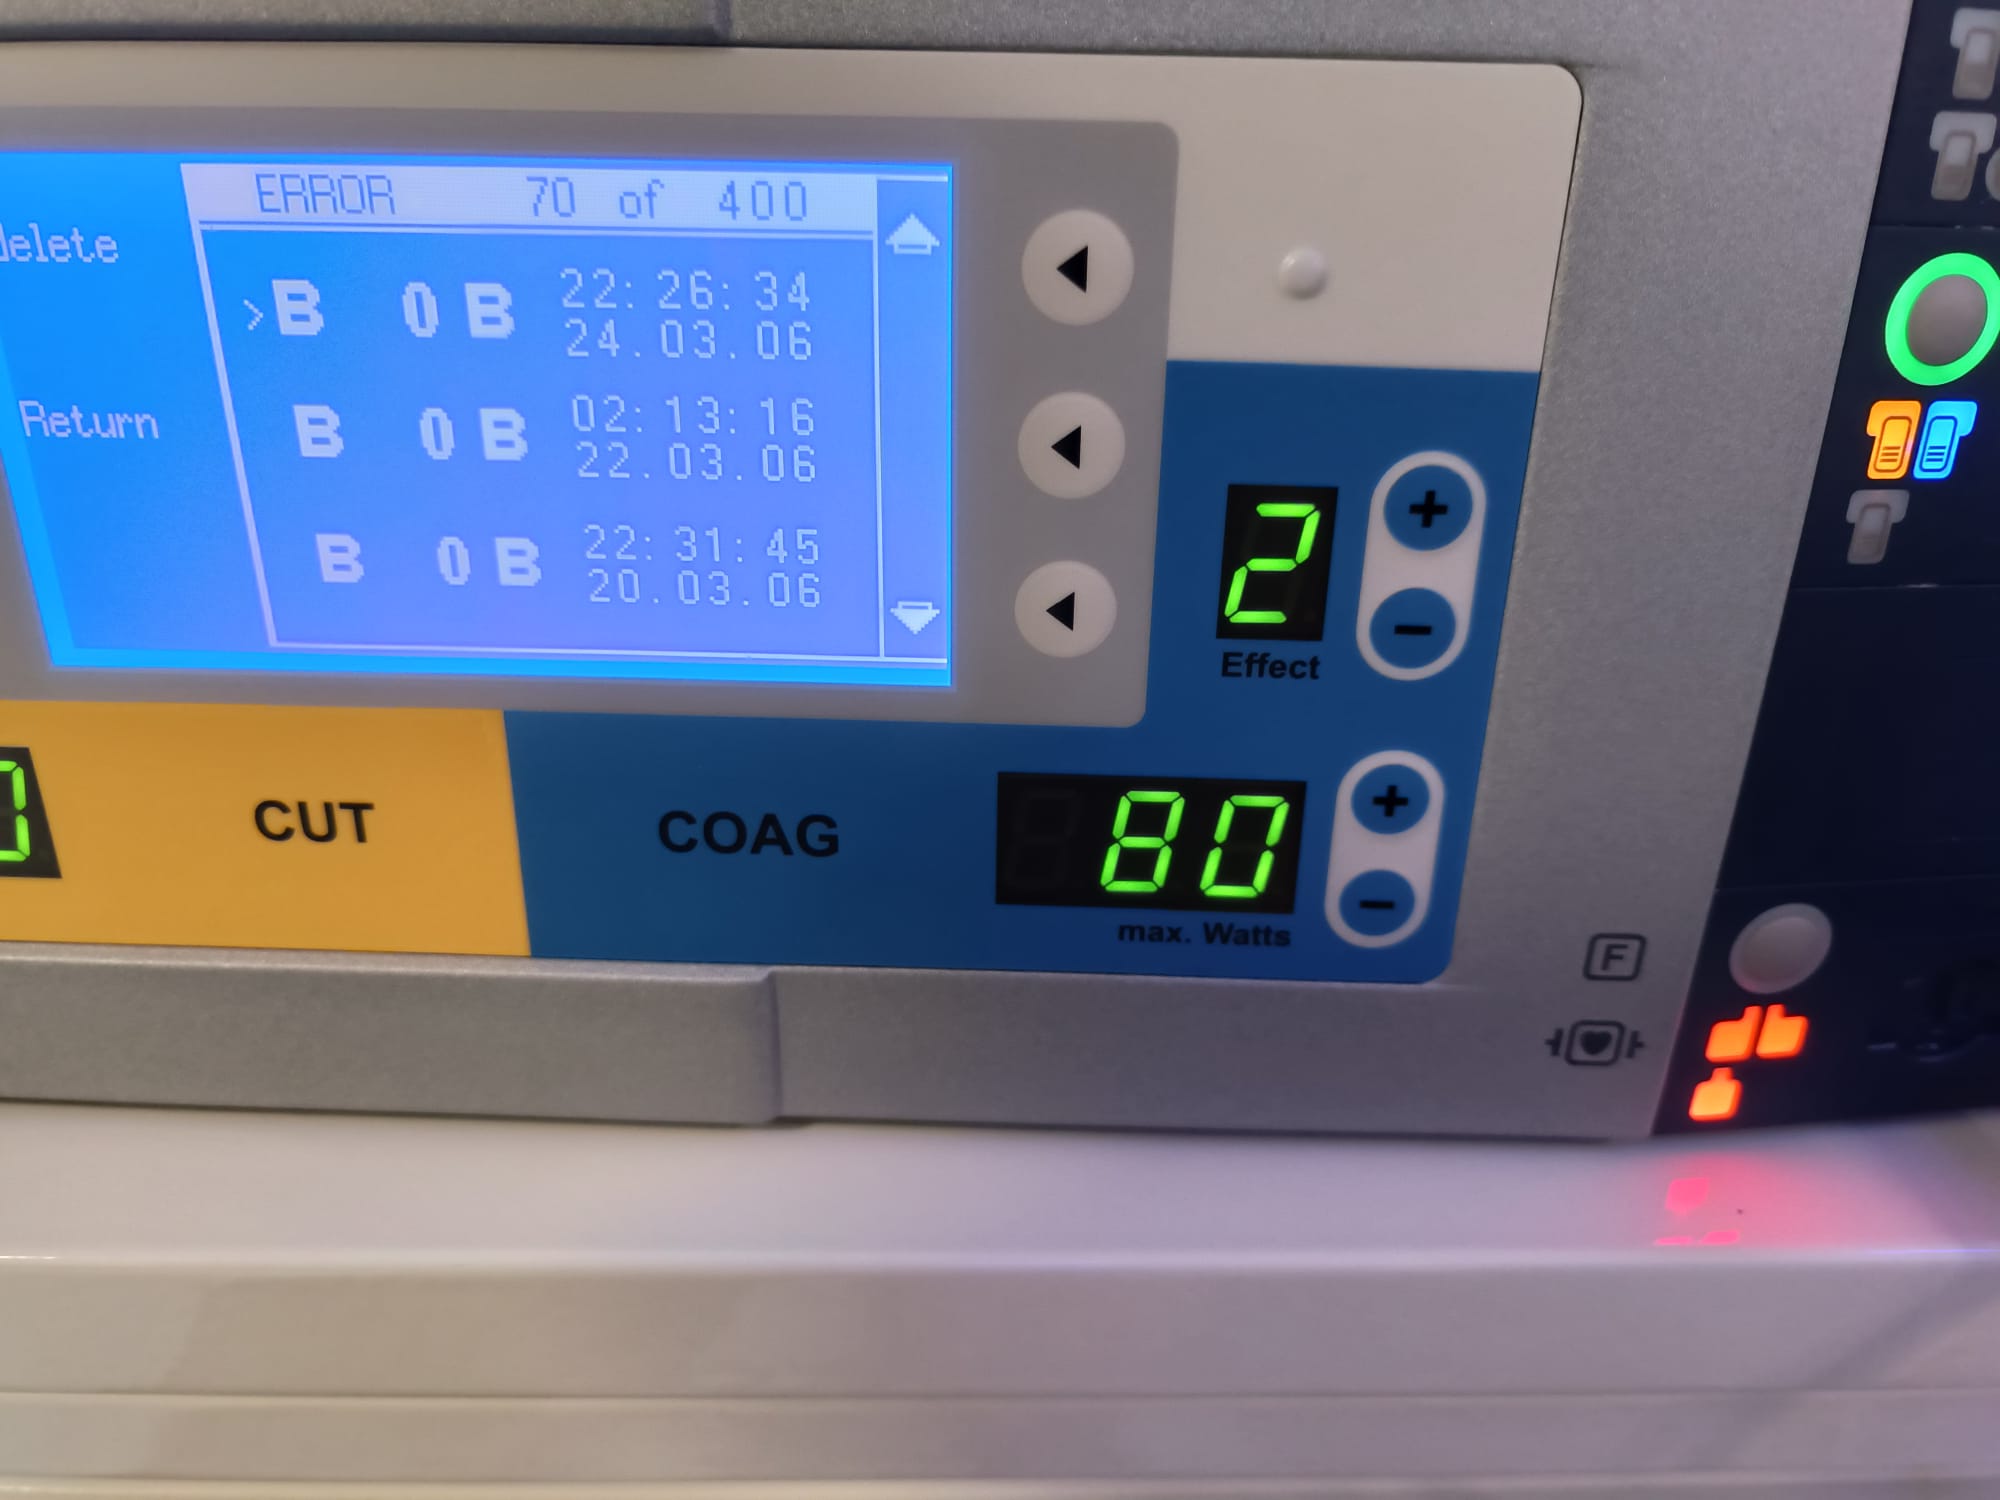 ERROR 70 of 400
delete
>B 0B 22:26:34
24.03.06
Return
B 0B 02:13:16
22.03.06
B 0B 22:31:45
20.03.06
2
+
-
Effect
CUT
COAG
80
+
-
max. Watts
F